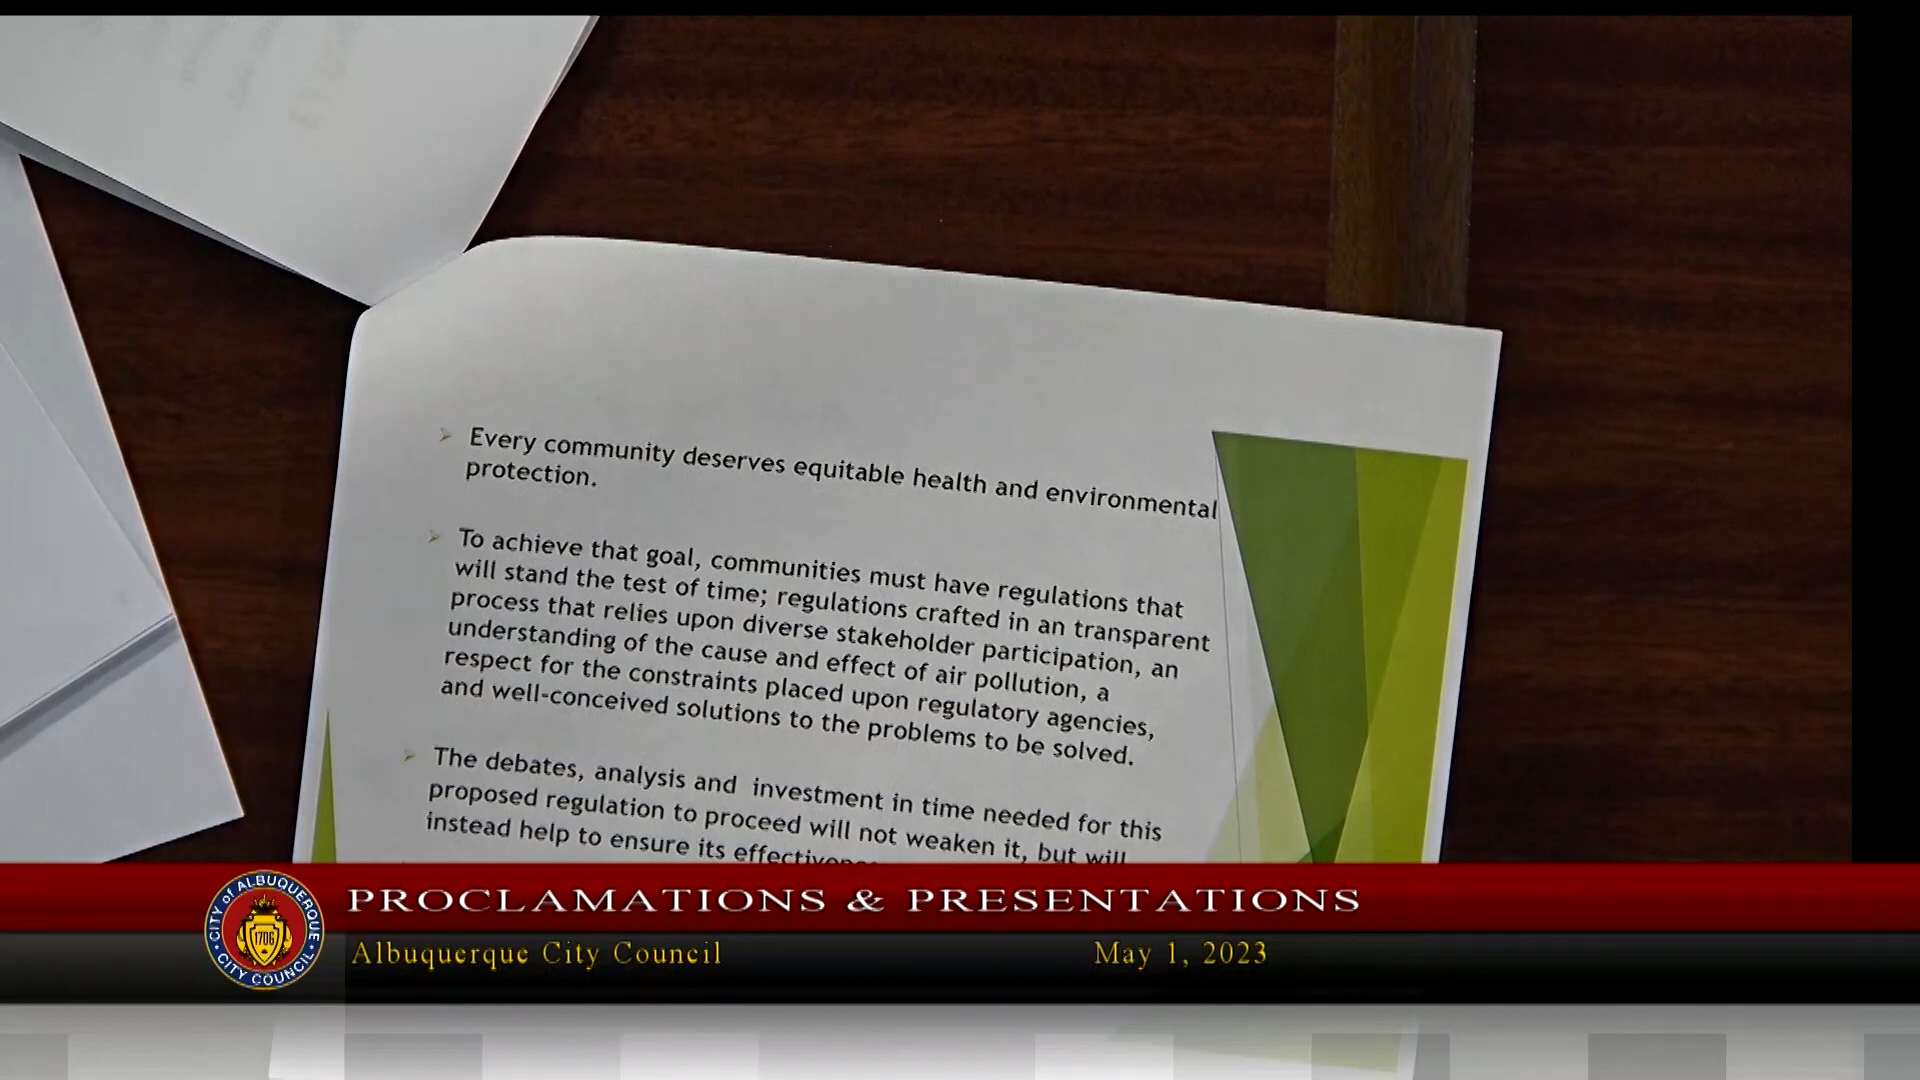 Every community deserves equitable health and environmental
protection.
To achieve that goal, communities must have regulations that
will stand the test of time; regulations crafted in an transparent
process that relies upon diverse stakeholder participation, an
understanding of the cause and effect of air pollution, a
respect for the constraints placed upon regulatory agencies,
and well-conceived solutions to the problems to be solved.
The debates, analysis and investment in time needed for this
proposed regulation to proceed will not weaken it, but will
instead help to ensure its
PROCLAMATIONS & PRESENTATIONS
Albuquerque City Council
May 1, 2023
CITY of ALBUQUERQUE
1706
CITY COUNCIL